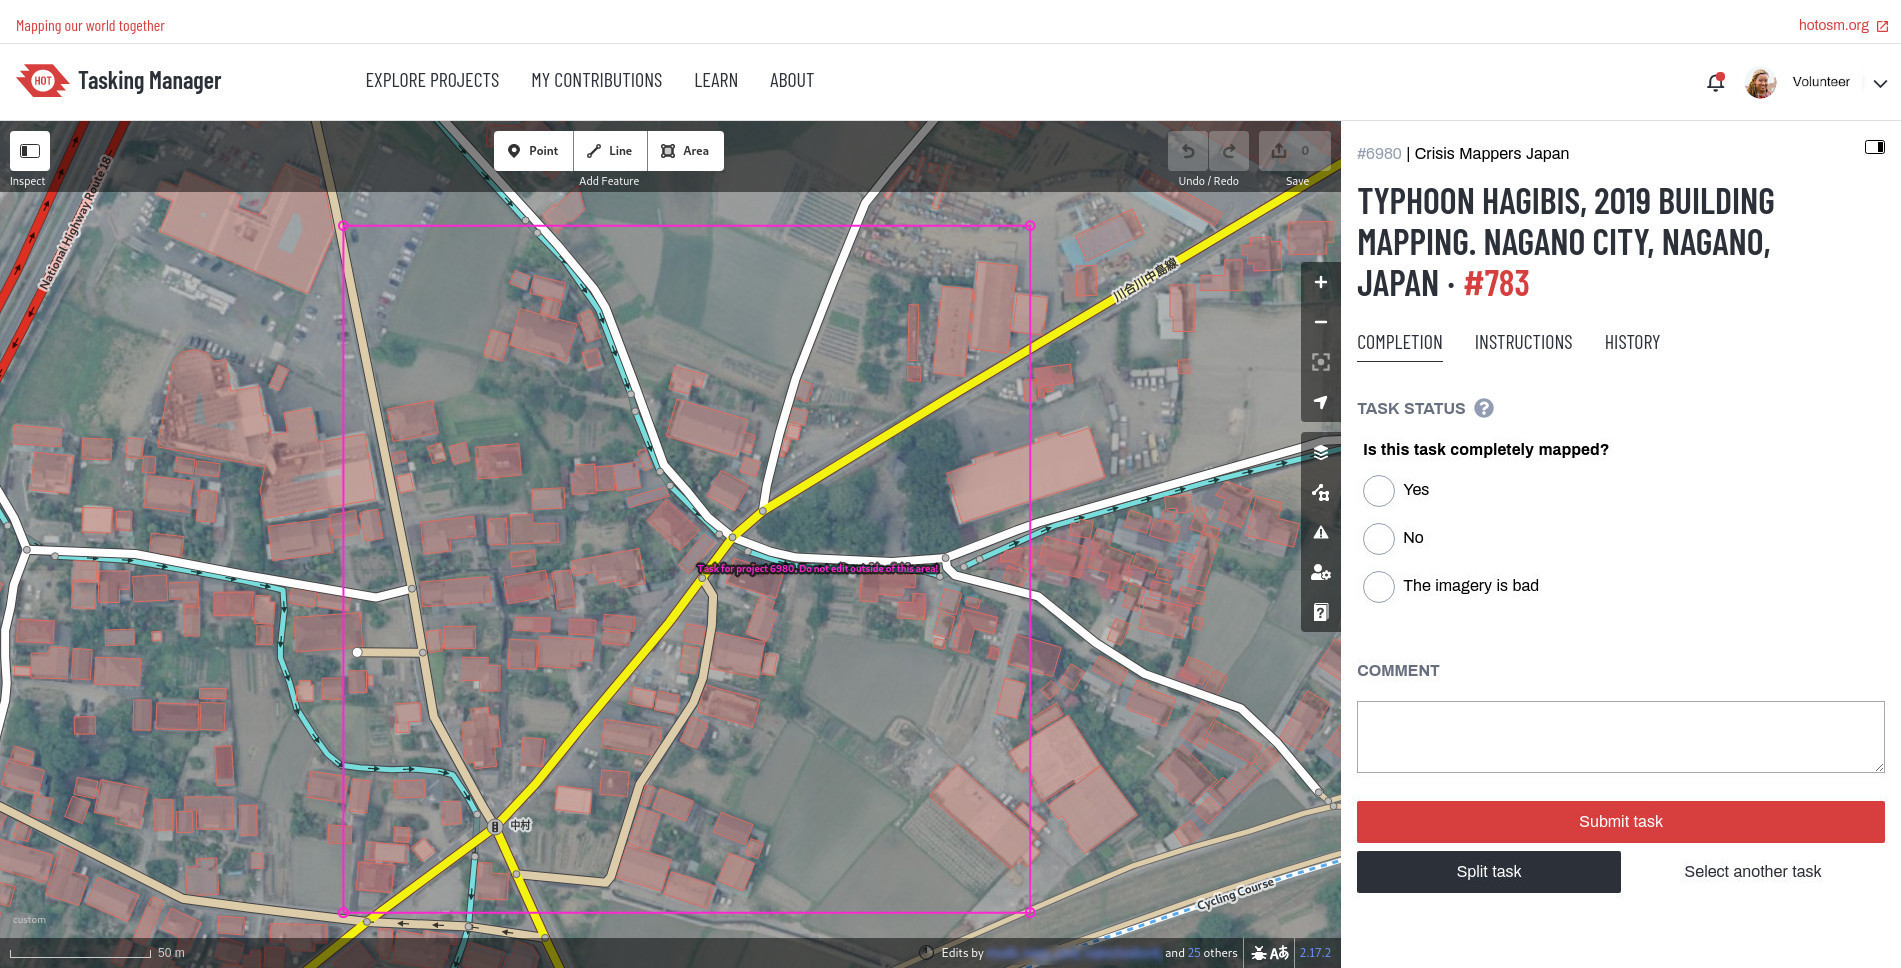 Mapping our world together
hotosm.org
HOT
Tasking Manager
EXPLORE PROJECTS
MY CONTRIBUTIONS
LEARN
ABOUT
Volunteer
Inspect
Point
Line
Area
Add Feature
Undo / Redo
0
Save
National Highway Route 18
川合川中島線
Task for project 6980. Do not edit outside of this area!
中村
Cycling Course
custom
50 m
Edits by
and 25 others
Aあ
2.17.2
#6980 | Crisis Mappers Japan
TYPHOON HAGIBIS, 2019 BUILDING
MAPPING. NAGANO CITY, NAGANO,
JAPAN · #783
COMPLETION
INSTRUCTIONS
HISTORY
TASK STATUS ?
Is this task completely mapped?
Yes
No
The imagery is bad
COMMENT
Submit task
Split task
Select another task